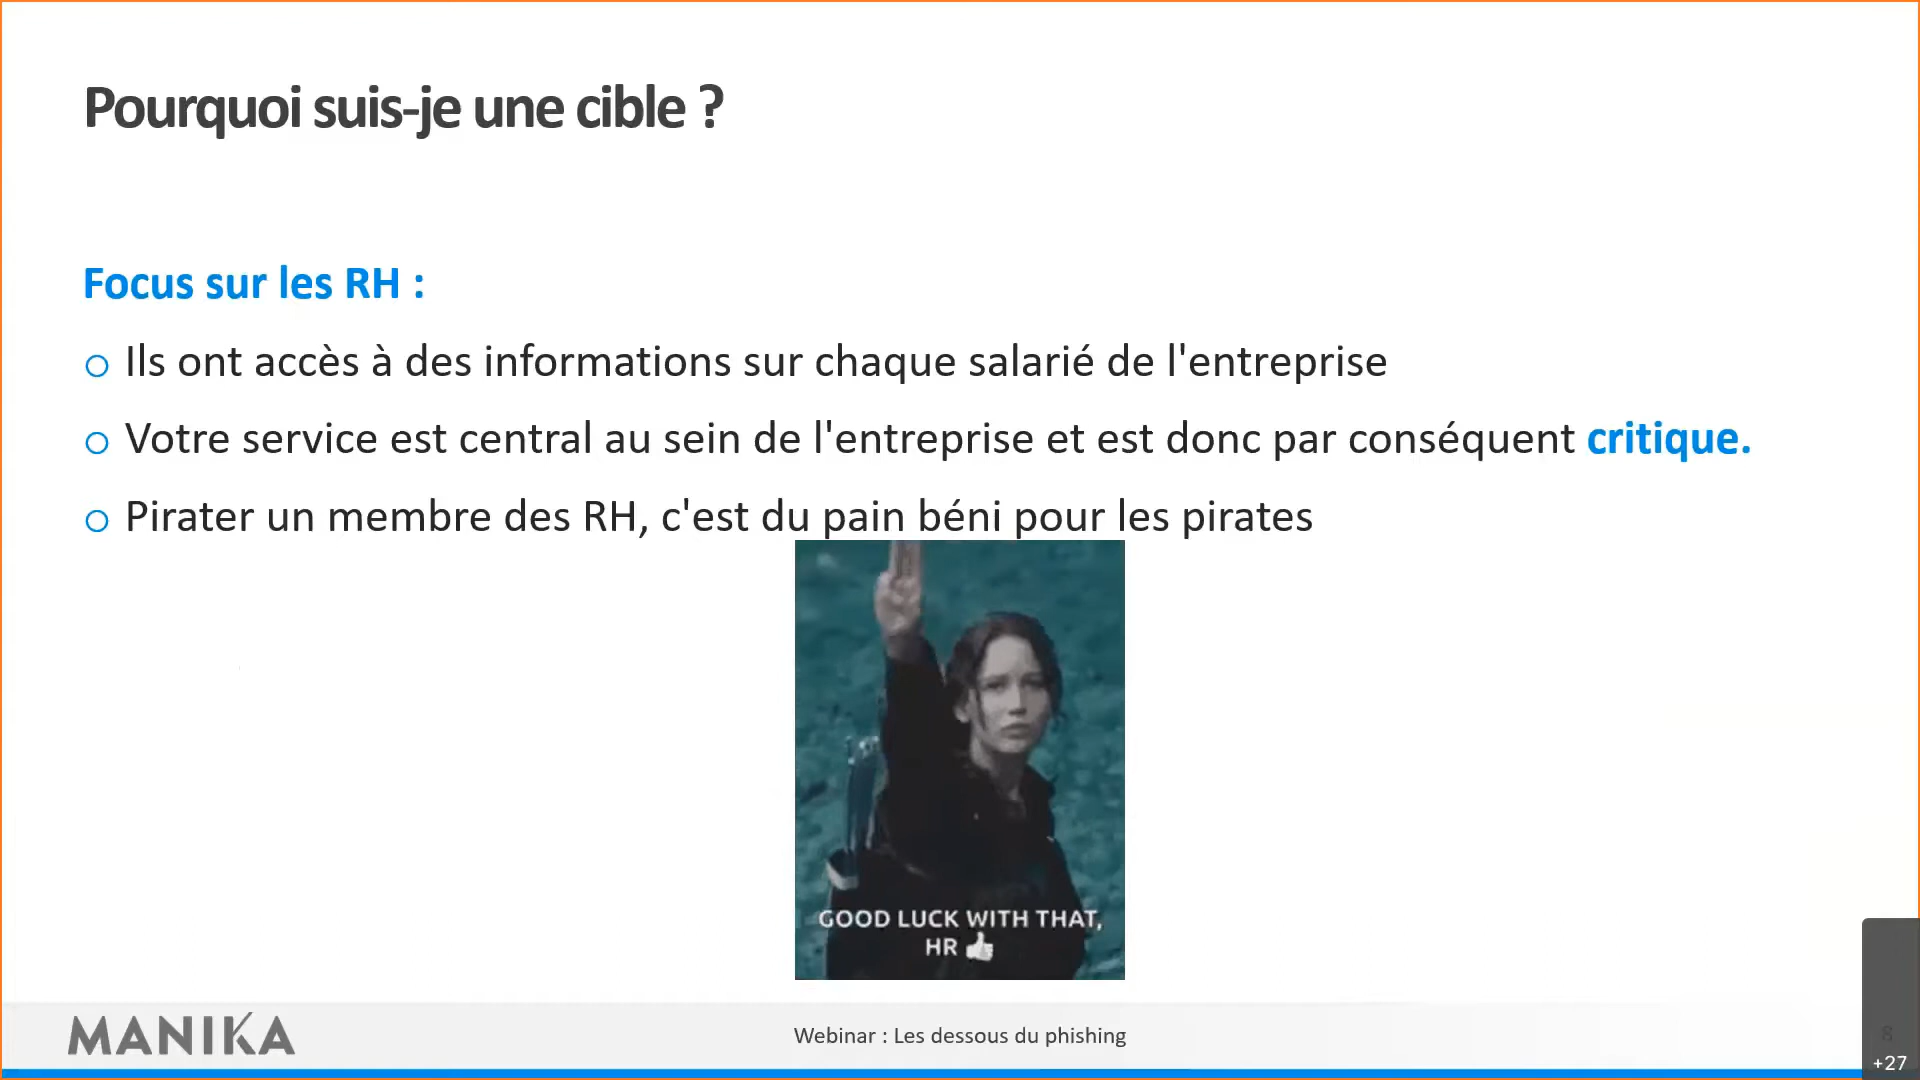 Pourquoi suis-je une cible ?
Focus sur les RH :
Ils ont accès à des informations sur chaque salarié de l'entreprise
Votre service est central au sein de l'entreprise et est donc par conséquent critique.
Pirater un membre des RH, c'est du pain béni pour les pirates
GOOD LUCK WITH THAT,
HR 👍
MANIKA
Webinar : Les dessous du phishing
8
+27